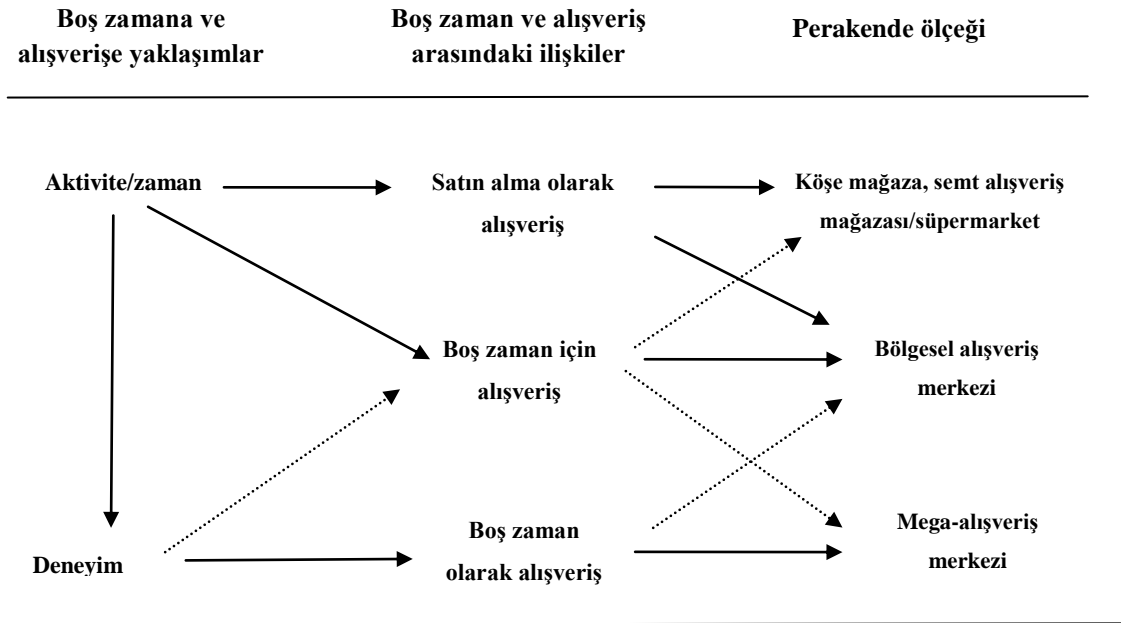 Boş zamana ve
alışverişe yaklaşımlar
Boş zaman ve alışveriş
arasındaki ilişkiler
Perakende ölçeği
Aktivite/zaman
Satın alma olarak
alışveriş
Köşe mağaza, semt alışveriş
mağazası/süpermarket
Boş zaman için
alışveriş
Bölgesel alışveriş
merkezi
Deneyim
Boş zaman
olarak alışveriş
Mega-alışveriş
merkezi